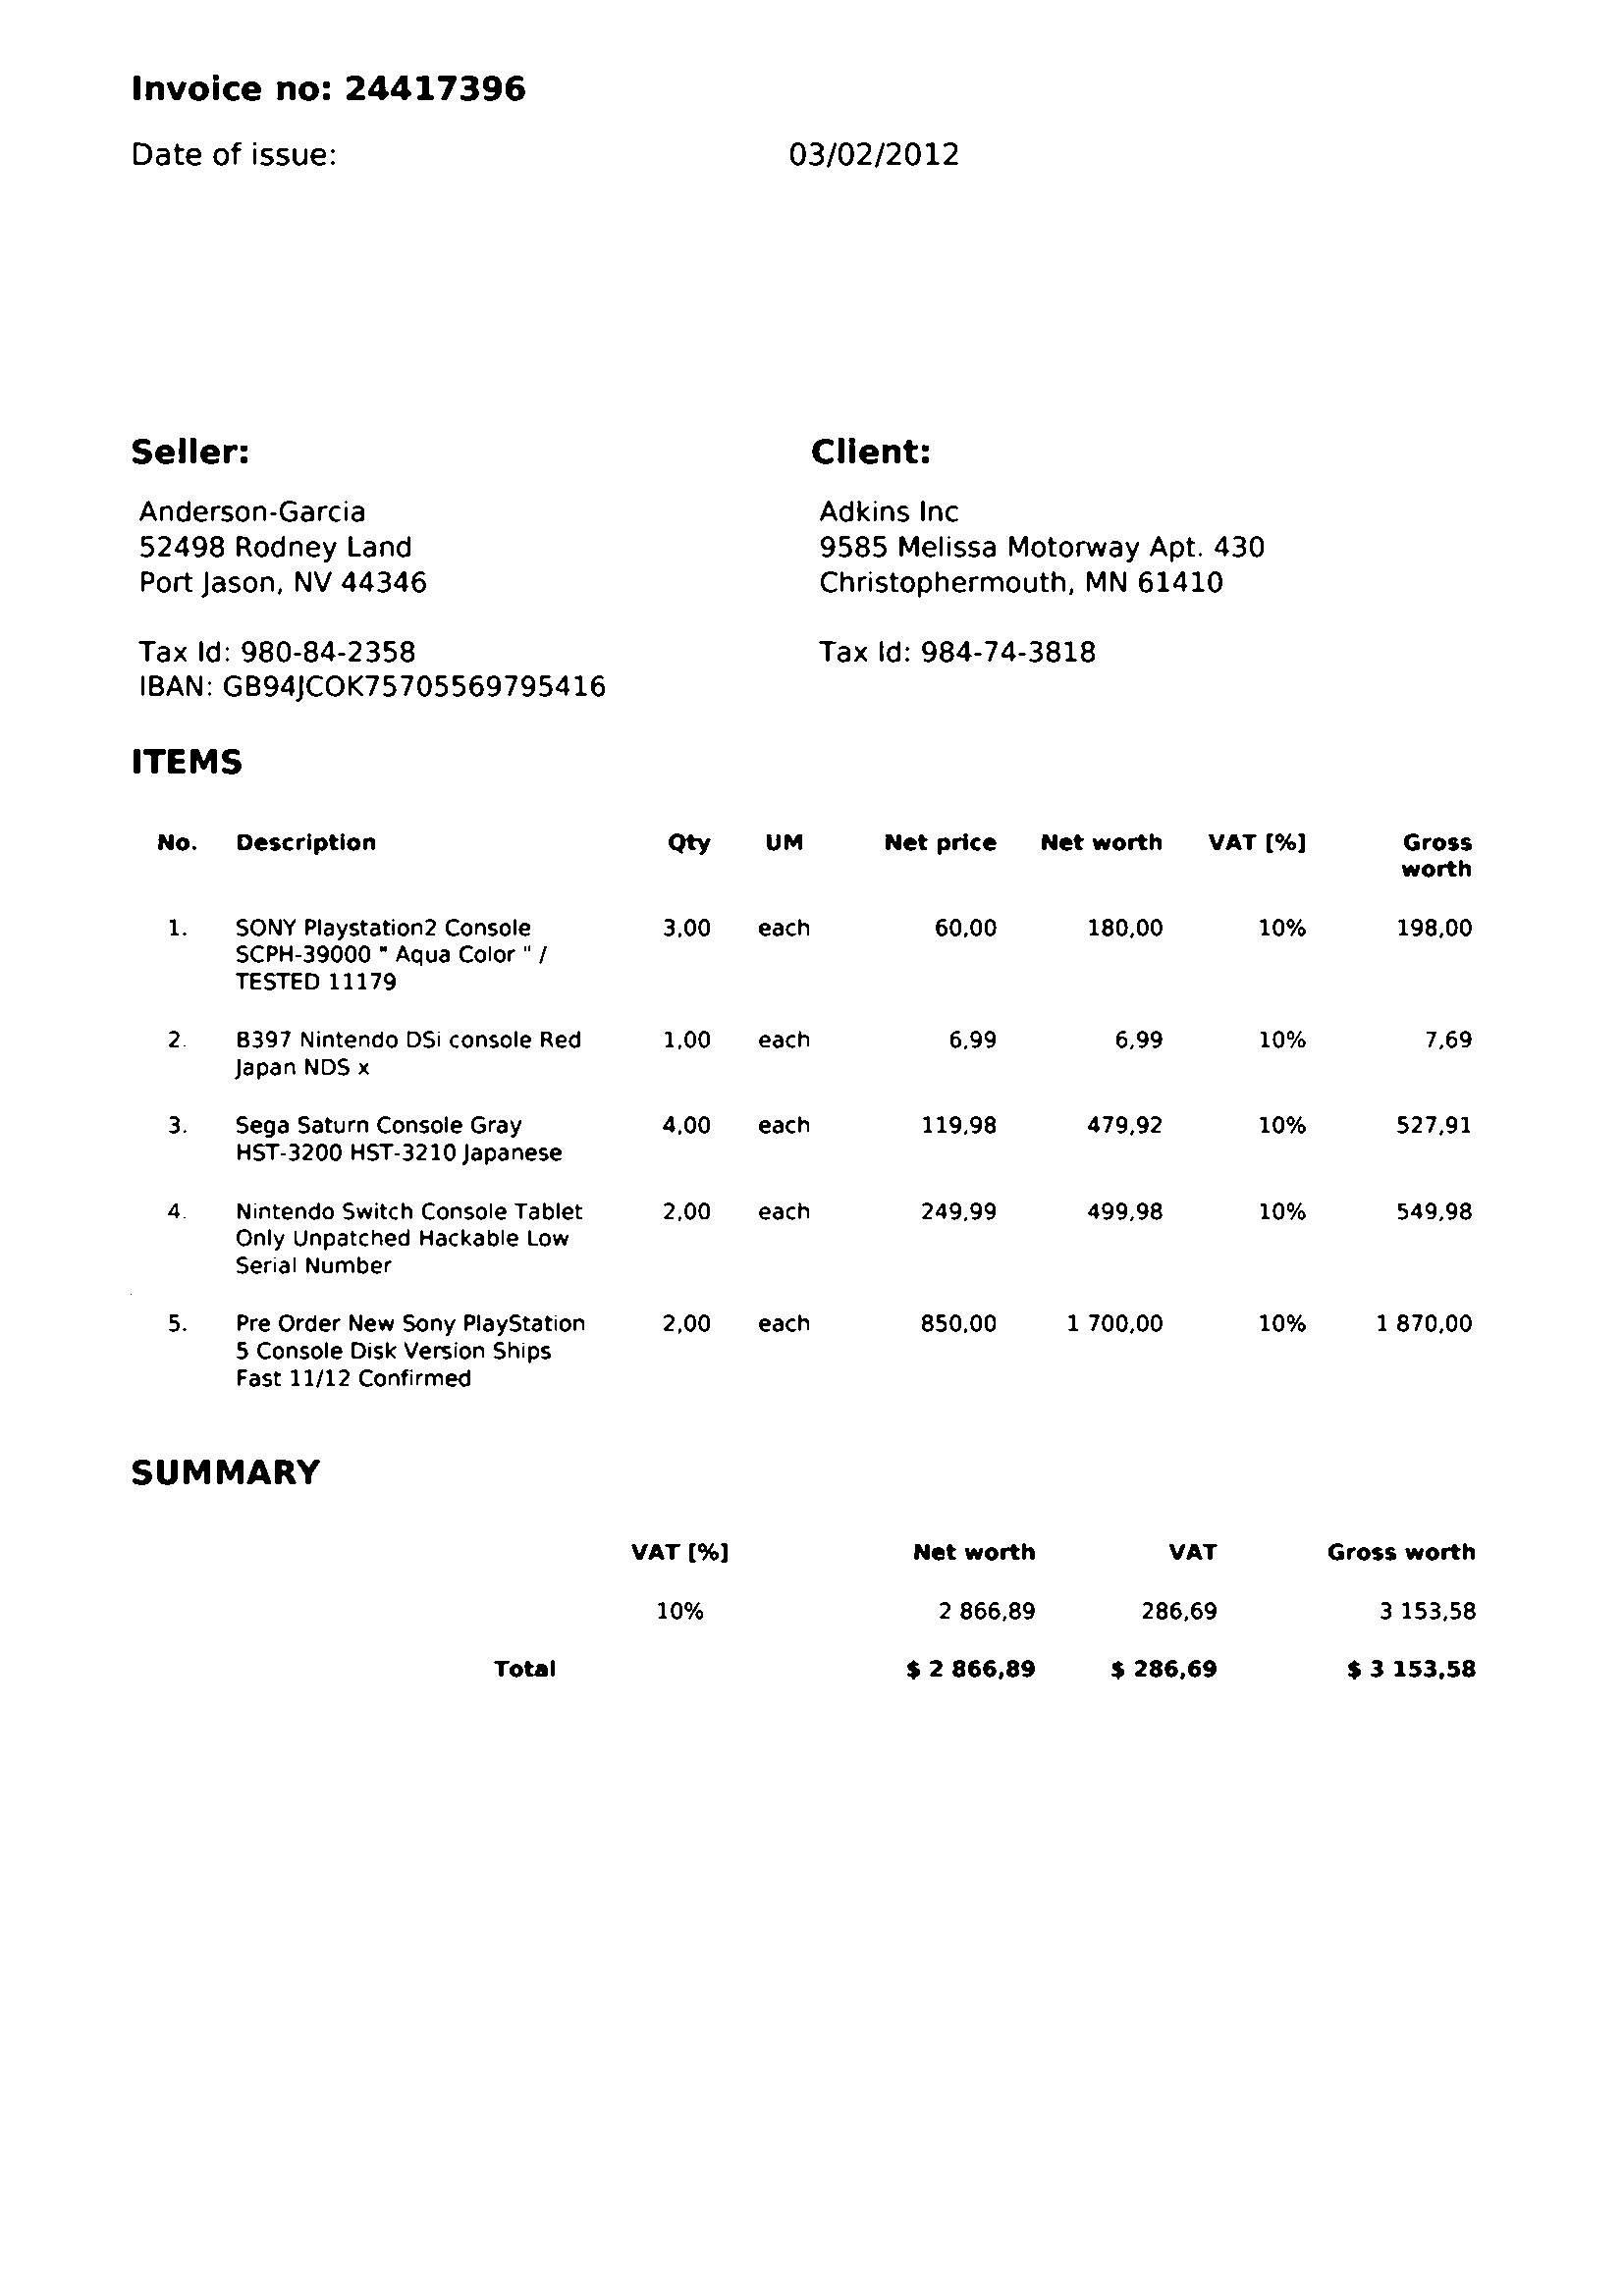 Invoice no: 24417396
Date of issue: 03/02/2012
Seller:
Anderson-Garcia
52498 Rodney Land
Port Jason, NV 44346
Tax Id: 980-84-2358
IBAN: GB94JCOK75705569795416
Client:
Adkins Inc
9585 Melissa Motorway Apt. 430
Christophermouth, MN 61410
Tax Id: 984-74-3818
ITEMS
No. Description Qty UM Net price Net worth VAT [%] Gross
worth
1. SONY Playstation2 Console 3,00 each 60,00 180,00 10% 198,00
SCPH-39000 " Aqua Color " /
TESTED 11179
2. B397 Nintendo DSi console Red 1,00 each 6,99 6,99 10% 7,69
Japan NDS x
3. Sega Saturn Console Gray 4,00 each 119,98 479,92 10% 527,91
HST-3200 HST-3210 Japanese
4. Nintendo Switch Console Tablet 2,00 each 249,99 499,98 10% 549,98
Only Unpatched Hackable Low
Serial Number
5. Pre Order New Sony PlayStation 2,00 each 850,00 1 700,00 10% 1 870,00
5 Console Disk Version Ships
Fast 11/12 Confirmed
SUMMARY
VAT [%] Net worth VAT Gross worth
10% 2 866,89 286,69 3 153,58
Total $ 2 866,89 $ 286,69 $ 3 153,58